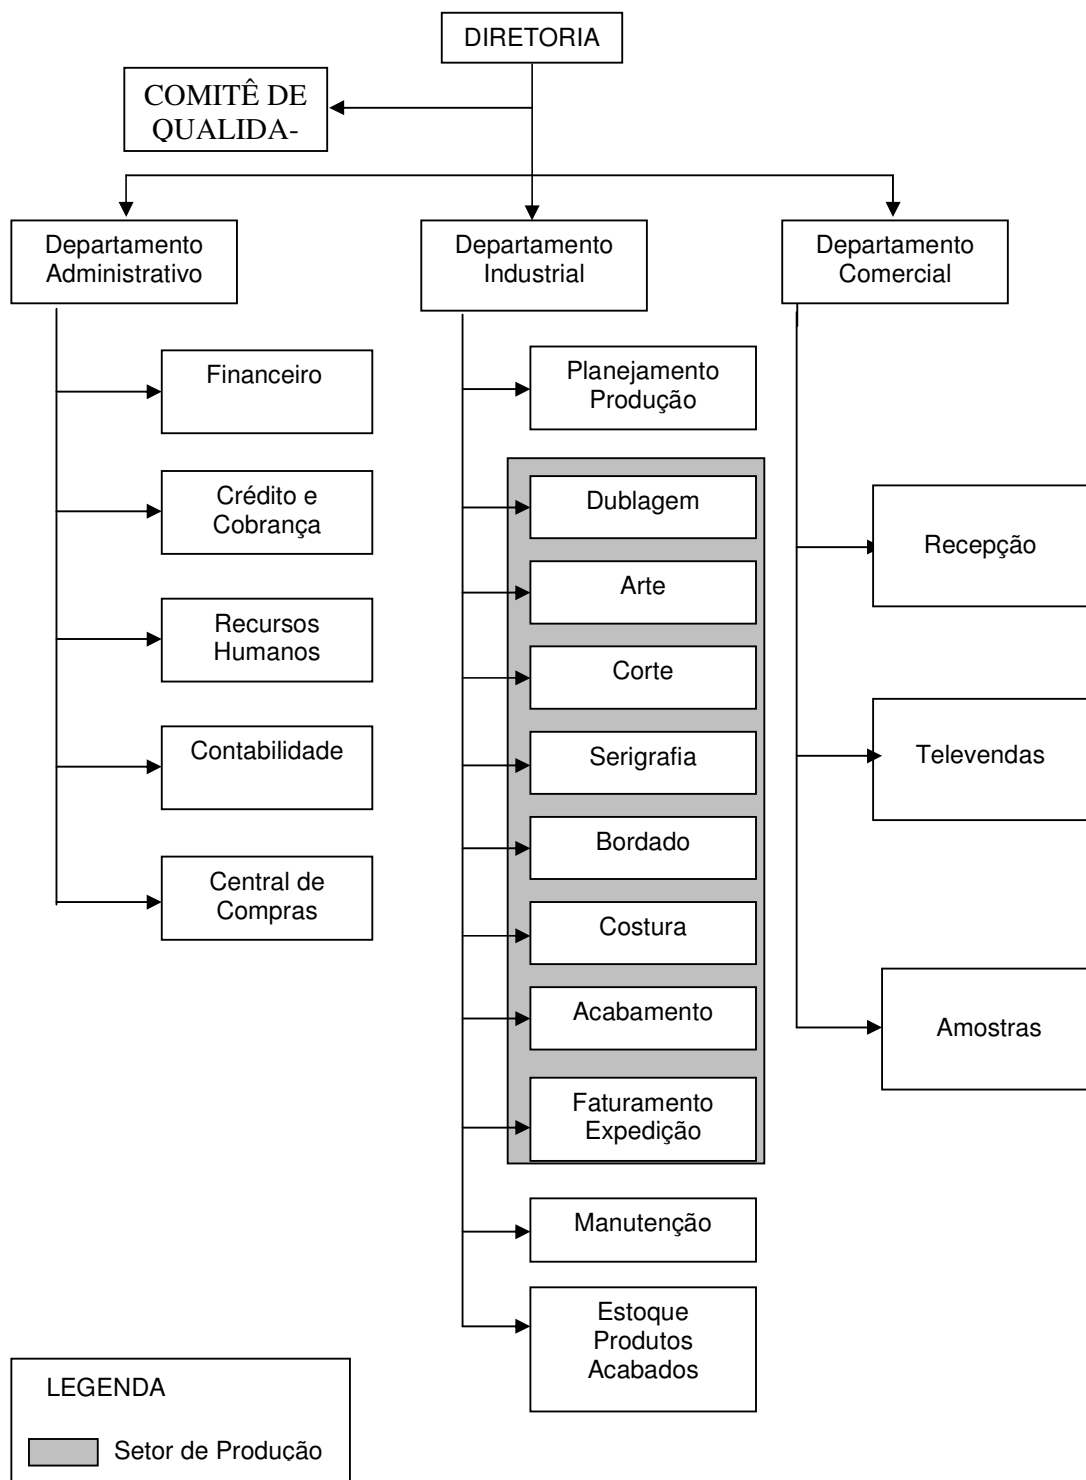 DIRETORIA
COMITÊ DE
QUALIDA-
Departamento
Administrativo
Departamento
Industrial
Departamento
Comercial
Financeiro
Crédito e
Cobrança
Recursos
Humanos
Contabilidade
Central de
Compras
Planejamento
Produção
Dublagem
Arte
Corte
Serigrafia
Bordado
Costura
Acabamento
Faturamento
Expedição
Manutenção
Estoque
Produtos
Acabados
Recepção
Televendas
Amostras
LEGENDA
Setor de Produção